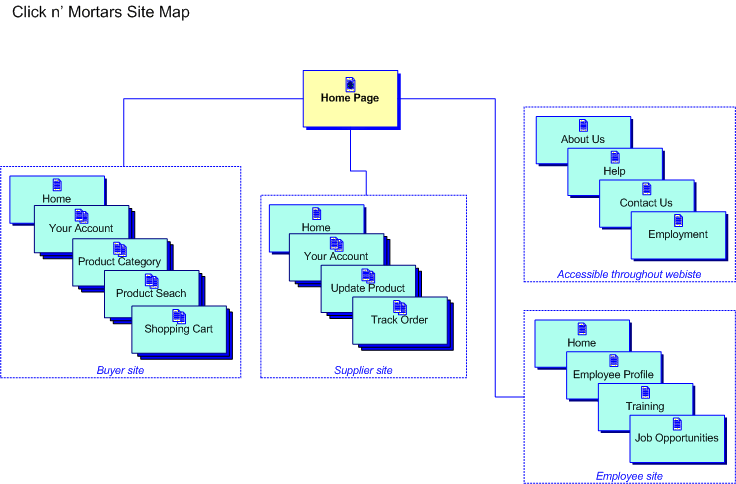 Click n’ Mortars Site Map
Home Page
Home
Your Account
Product Category
Product Seach
Shopping Cart
Buyer site
Home
Your Account
Update Product
Track Order
Supplier site
About Us
Help
Contact Us
Employment
Accessible throughout webiste
Home
Employee Profile
Training
Job Opportunities
Employee site